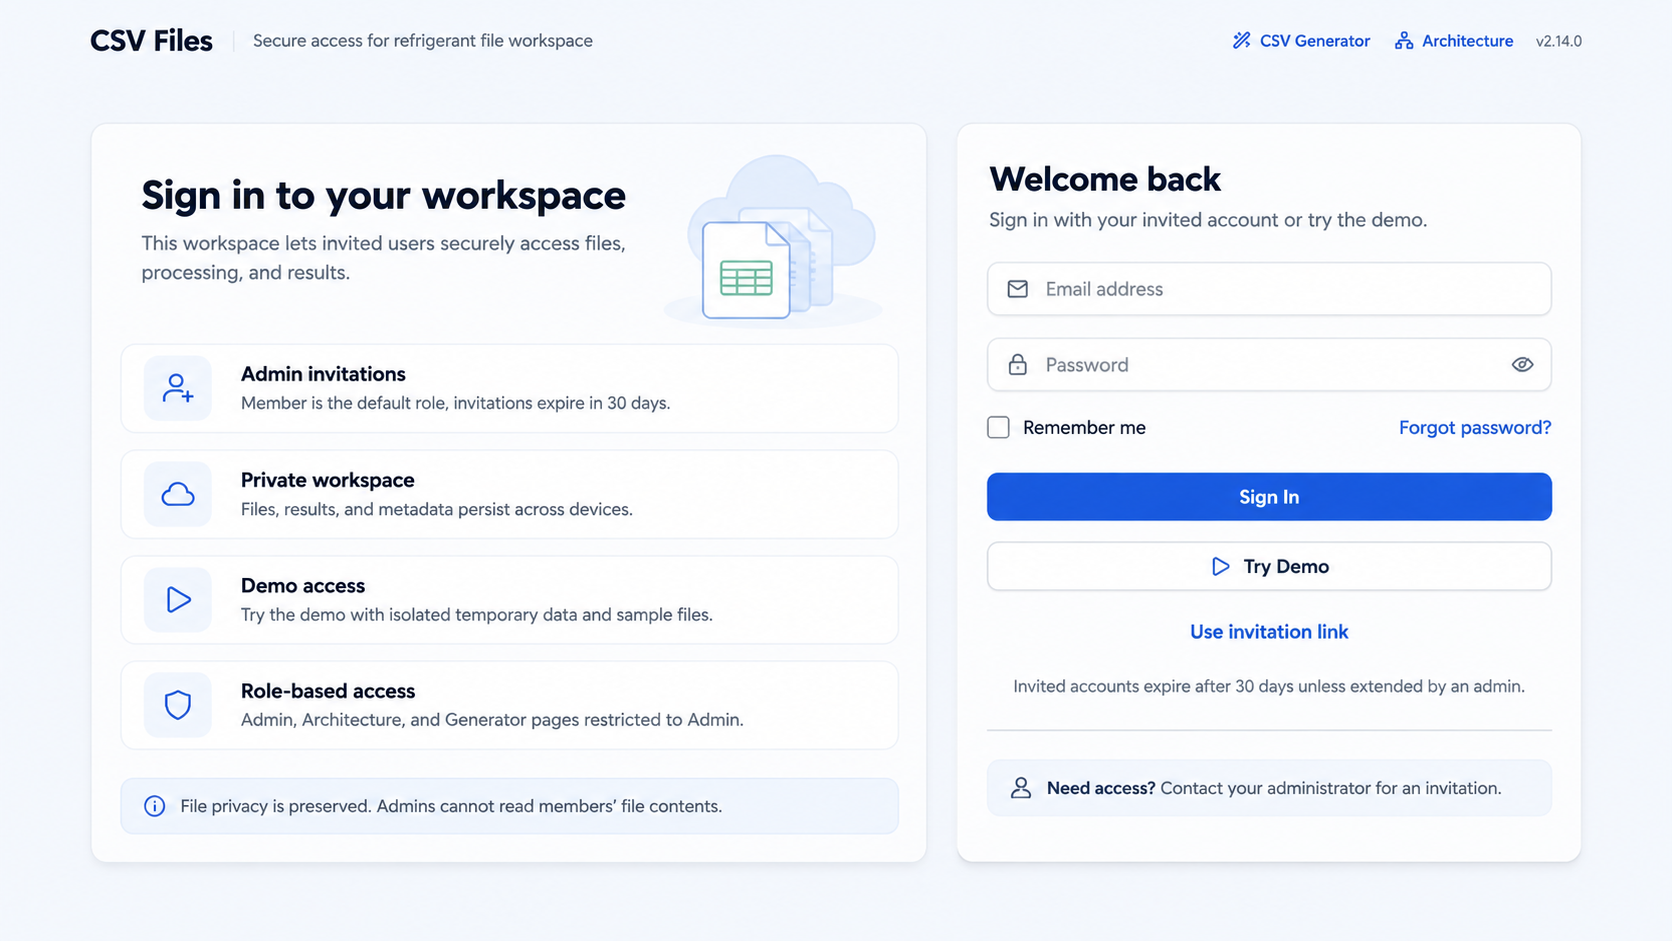 CSV Files
Secure access for refrigerant file workspace
CSV Generator
Architecture
v2.14.0
Sign in to your workspace
This workspace lets invited users securely access files,
processing, and results.
Admin invitations
Member is the default role, invitations expire in 30 days.
Private workspace
Files, results, and metadata persist across devices.
Demo access
Try the demo with isolated temporary data and sample files.
Role-based access
Admin, Architecture, and Generator pages restricted to Admin.
File privacy is preserved. Admins cannot read members’ file contents.
Welcome back
Sign in with your invited account or try the demo.
Email address
Password
Remember me
Forgot password?
Sign In
Try Demo
Use invitation link
Invited accounts expire after 30 days unless extended by an admin.
Need access? Contact your administrator for an invitation.